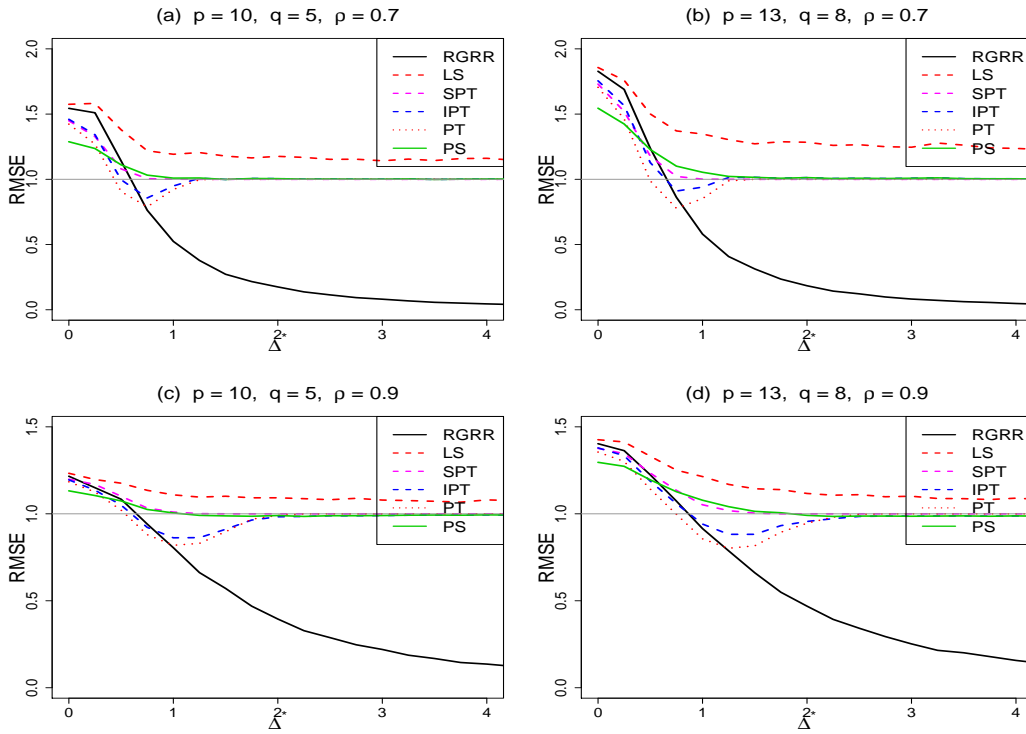 (a) p = 10, q = 5, ρ = 0.7
RMSE
0.0 0.5 1.0 1.5 2.0
0 1 2 3 4
Δ*
RGRR
LS
SPT
IPT
PT
PS
(b) p = 13, q = 8, ρ = 0.7
RMSE
0.0 0.5 1.0 1.5 2.0
0 1 2 3 4
Δ*
RGRR
LS
SPT
IPT
PT
PS
(c) p = 10, q = 5, ρ = 0.9
RMSE
0.0 0.5 1.0 1.5
0 1 2 3 4
Δ*
RGRR
LS
SPT
IPT
PT
PS
(d) p = 13, q = 8, ρ = 0.9
RMSE
0.0 0.5 1.0 1.5
0 1 2 3 4
Δ*
RGRR
LS
SPT
IPT
PT
PS